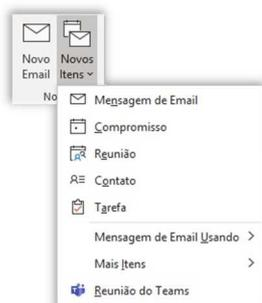 Novo Novos
Email Itens
No
Mensagem de Email
Compromisso
Reunião
Contato
Tarefa
Mensagem de Email Usando
Mais Itens
Reunião do Teams